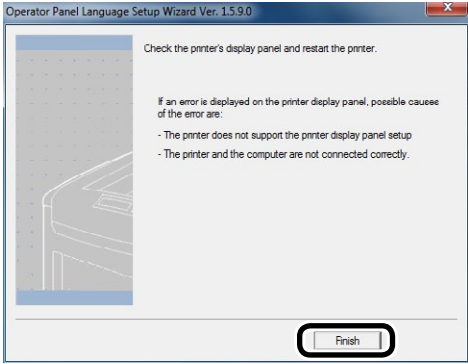 Operator Panel Language Setup Wizard Ver. 1.5.9.0
Check the printer's display panel and restart the printer.
If an error is displayed on the printer display panel, possible causes
of the error are:
- The printer does not support the printer display panel setup
- The printer and the computer are not connected correctly.
Finish